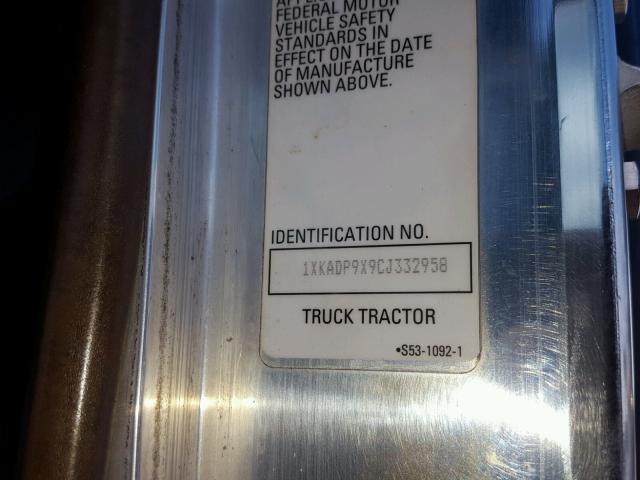 FEDERAL MOTOR
VEHICLE SAFETY
STANDARDS IN
EFFECT ON THE DATE
OF MANUFACTURE
SHOWN ABOVE.
IDENTIFICATION NO.
1XKADP9X9CJ332958
TRUCK TRACTOR
•S53-1092-1